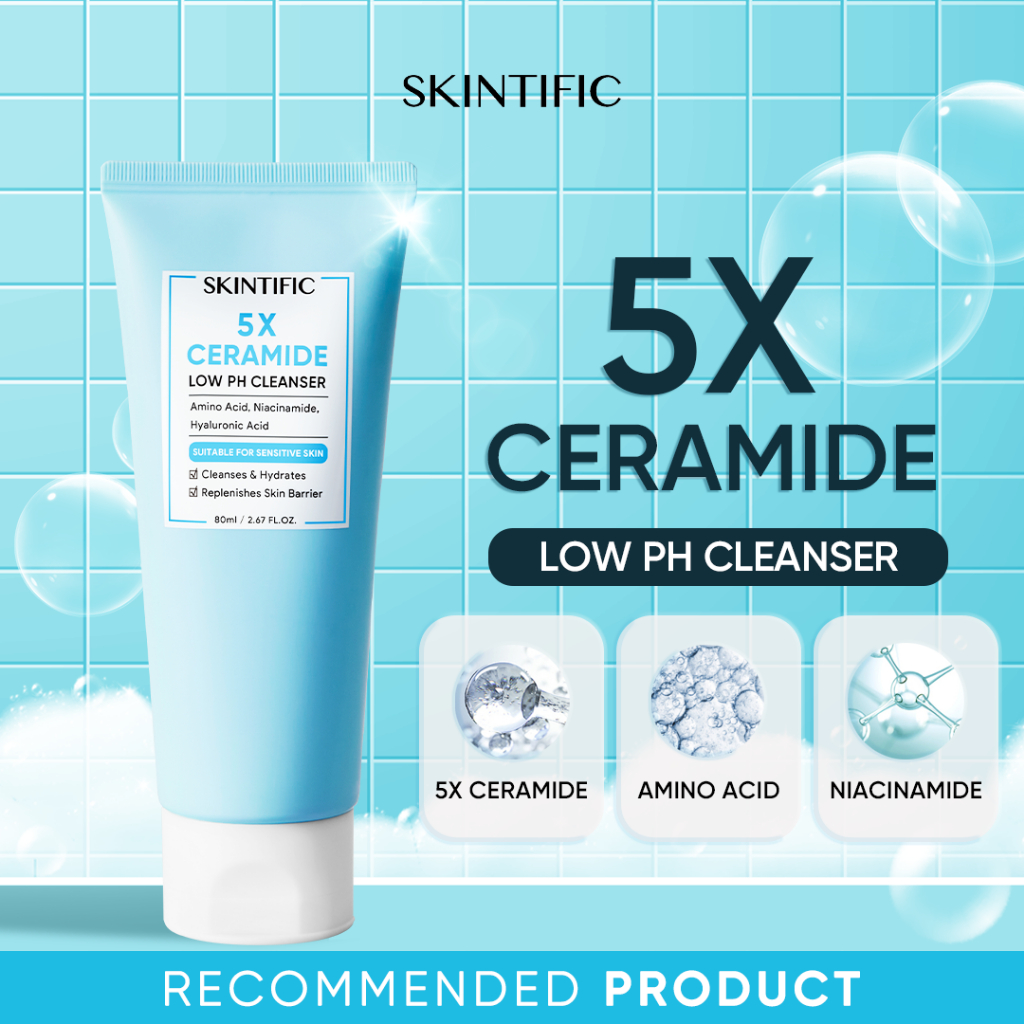 SKINTIFIC
SKINTIFIC
5X
CERAMIDE
LOW PH CLEANSER
Amino Acid, Niacinamide,
Hyaluronic Acid
SUITABLE FOR SENSITIVE SKIN
Cleanses & Hydrates
Replenishes Skin Barrier
80ml / 2.67 FL.OZ.
5X
CERAMIDE
LOW PH CLEANSER
5X CERAMIDE
AMINO ACID
NIACINAMIDE
RECOMMENDED PRODUCT